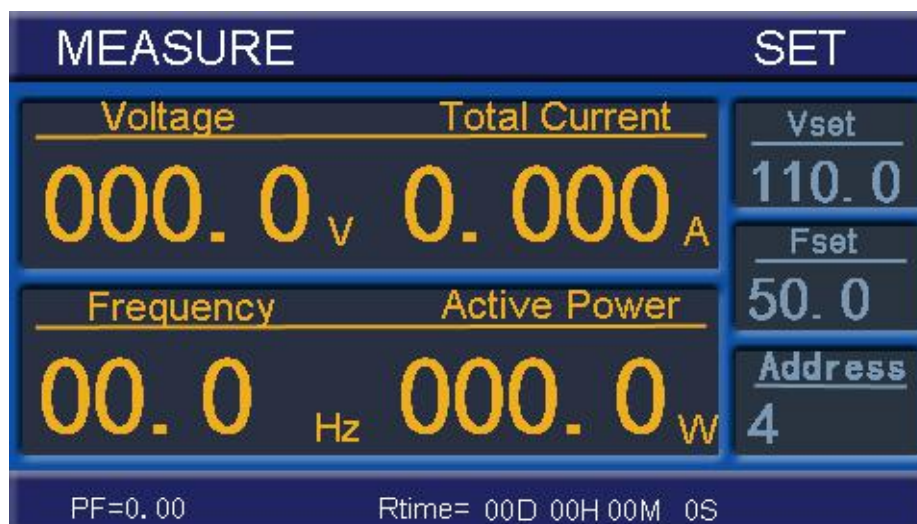 MEASURE SET
Voltage Total Current Vset
000.0 V 0.000 A 110.0
Fset
Frequency Active Power 50.0
00.0 Hz 000.0 W Address
4
PF=0.00 Rtime= 00D 00H 00M 0S